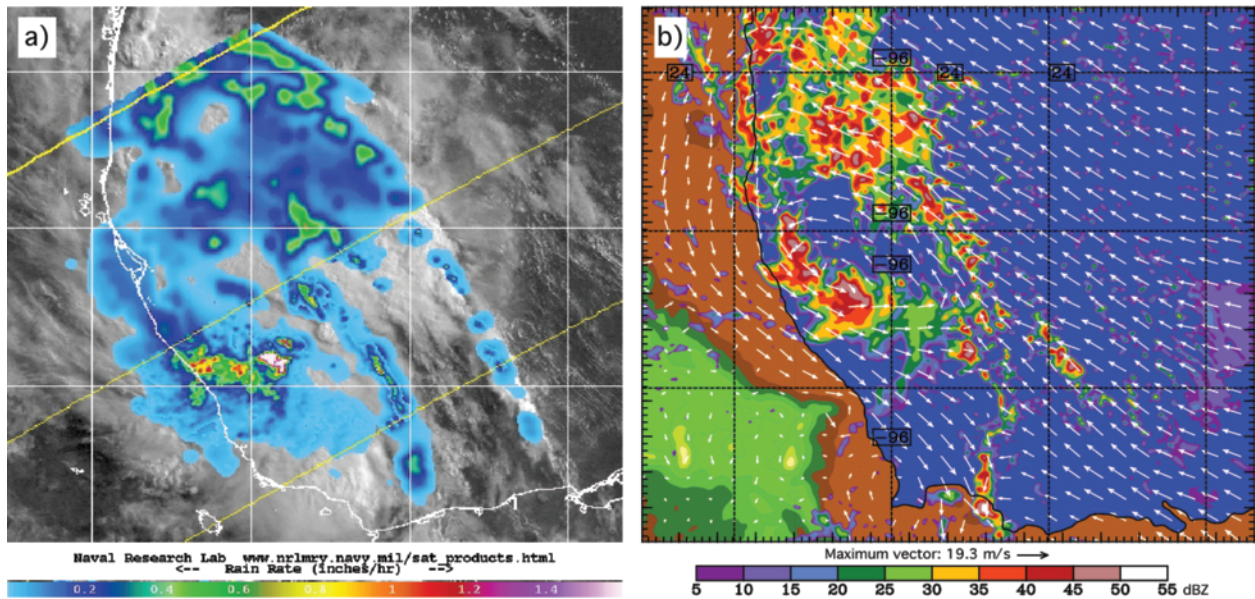 a)
b)
24
-96
24
24
-96
-96
-96
Naval Research Lab www.nrlmry.navy.mil/sat_products.html
<-- Rain Rate (inches/hr) -->
0.2 0.4 0.6 0.8 1 1.2 1.4
Maximum vector: 19.3 m/s
5 10 15 20 25 30 35 40 45 50 55 dBZ